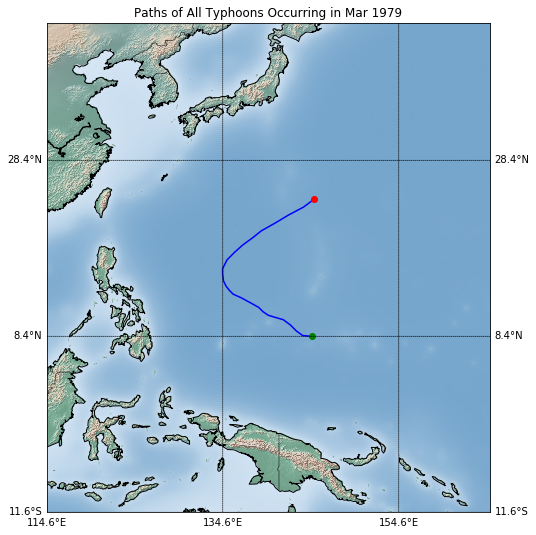 Paths of All Typhoons Occurring in Mar 1979
28.4°N 28.4°N
8.4°N 8.4°N
11.6°S 11.6°S
114.6°E 134.6°E 154.6°E